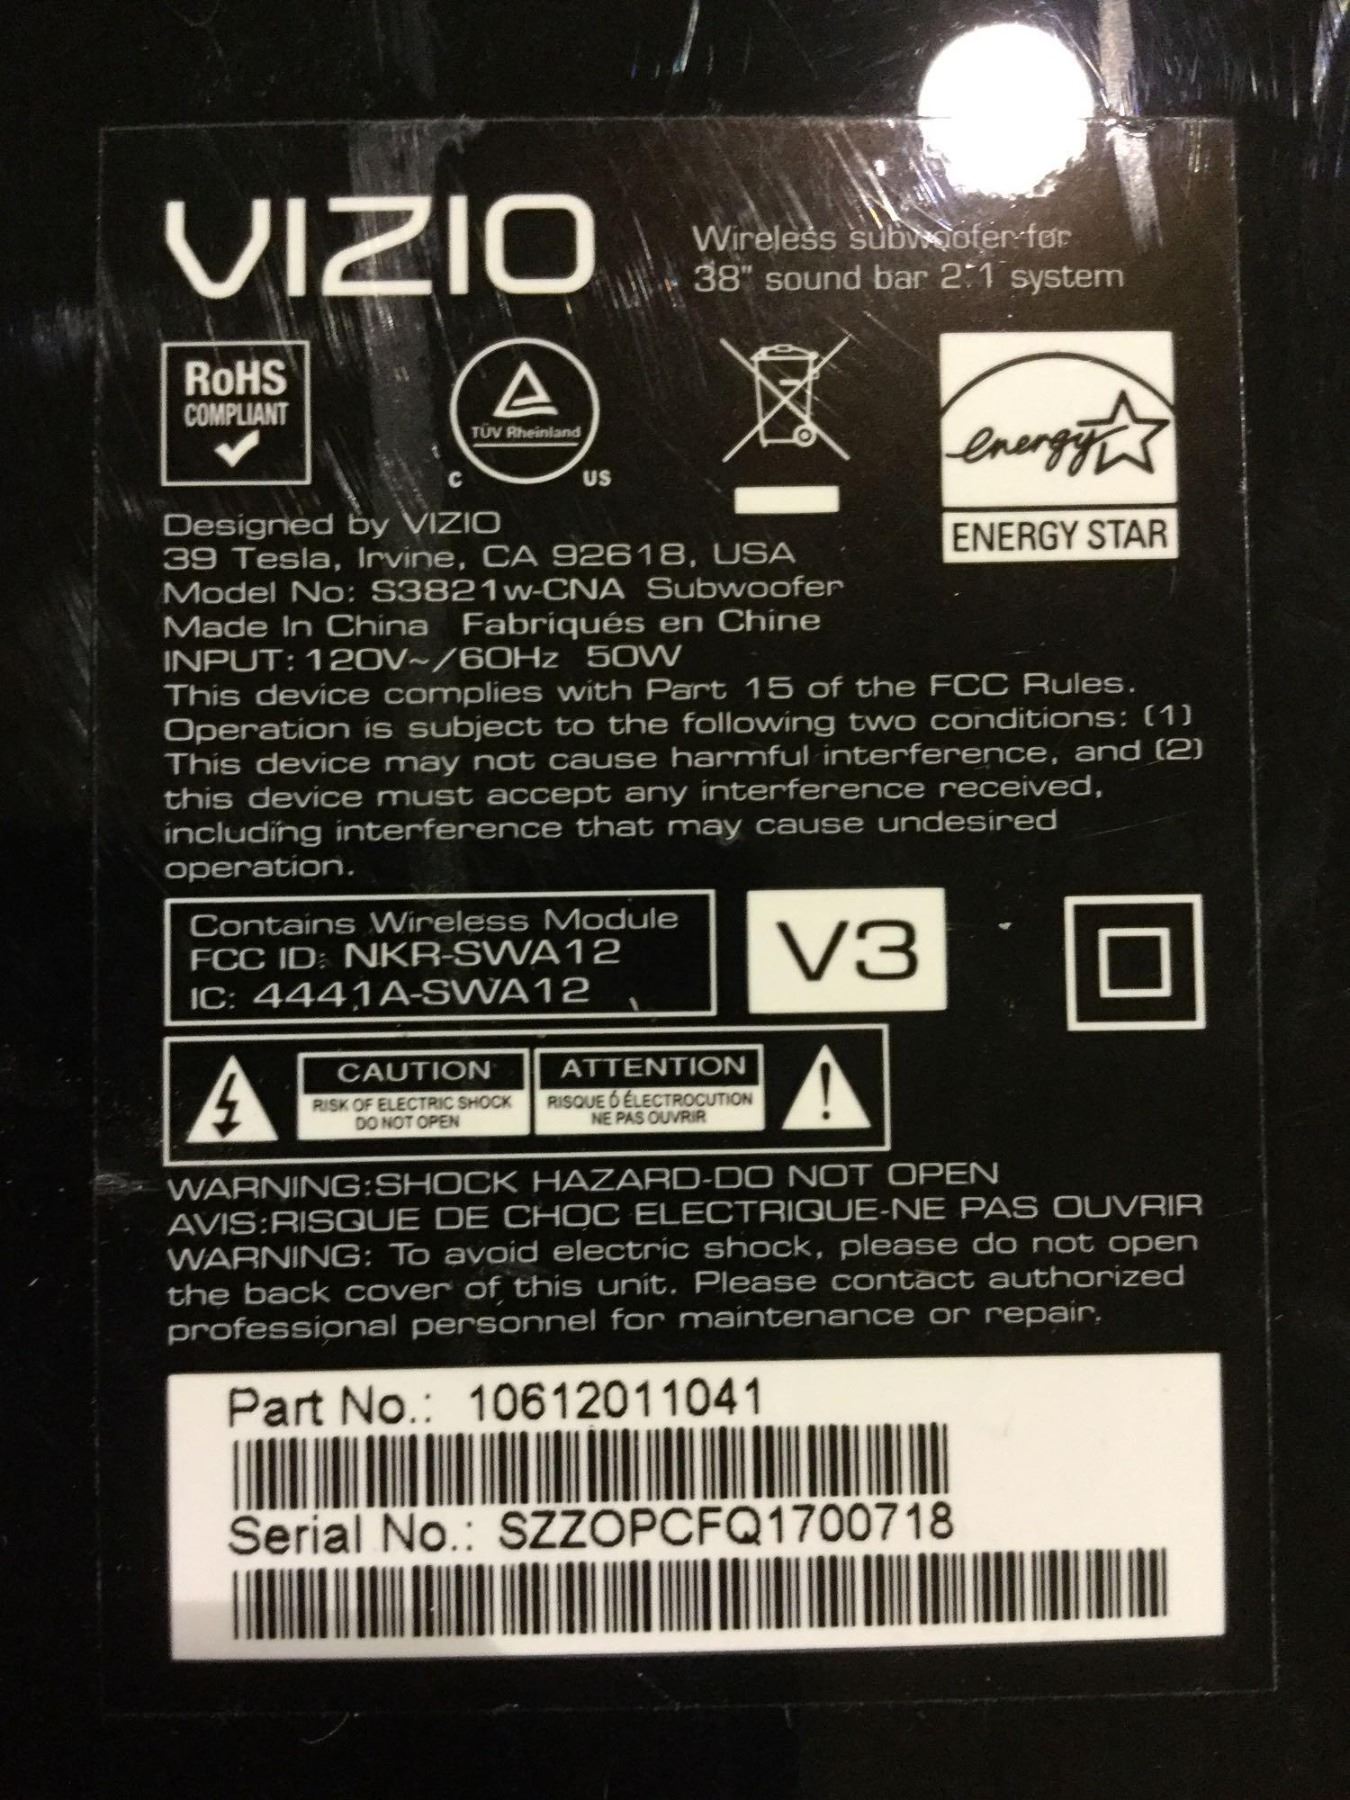 VIZIO
Wireless subwoofer for
38" sound bar 2.1 system
RoHS
COMPLIANT
TÜV Rheinland
C US
energy
ENERGY STAR
Designed by VIZIO
39 Tesla, Irvine, CA 92618, USA
Model No: S3821w-CNA Subwoofer
Made In China Fabriqués en Chine
INPUT: 120V~/60Hz 50W
This device complies with Part 15 of the FCC Rules.
Operation is subject to the following two conditions: (1)
This device may not cause harmful interference, and (2)
this device must accept any interference received,
including interference that may cause undesired
operation.
Contains Wireless Module
FCC ID: NKR-SWA12
IC: 4441A-SWA12
V3
CAUTION
RISK OF ELECTRIC SHOCK
DO NOT OPEN
ATTENTION
RISQUE Ó ÉLECTROCUTION
NE PAS OUVRIR
!
WARNING:SHOCK HAZARD-DO NOT OPEN
AVIS:RISQUE DE CHOC ELECTRIQUE-NE PAS OUVRIR
WARNING: To avoid electric shock, please do not open
the back cover of this unit. Please contact authorized
professional personnel for maintenance or repair.
Part No.: 10612011041
Serial No.: SZZOPCFQ1700718